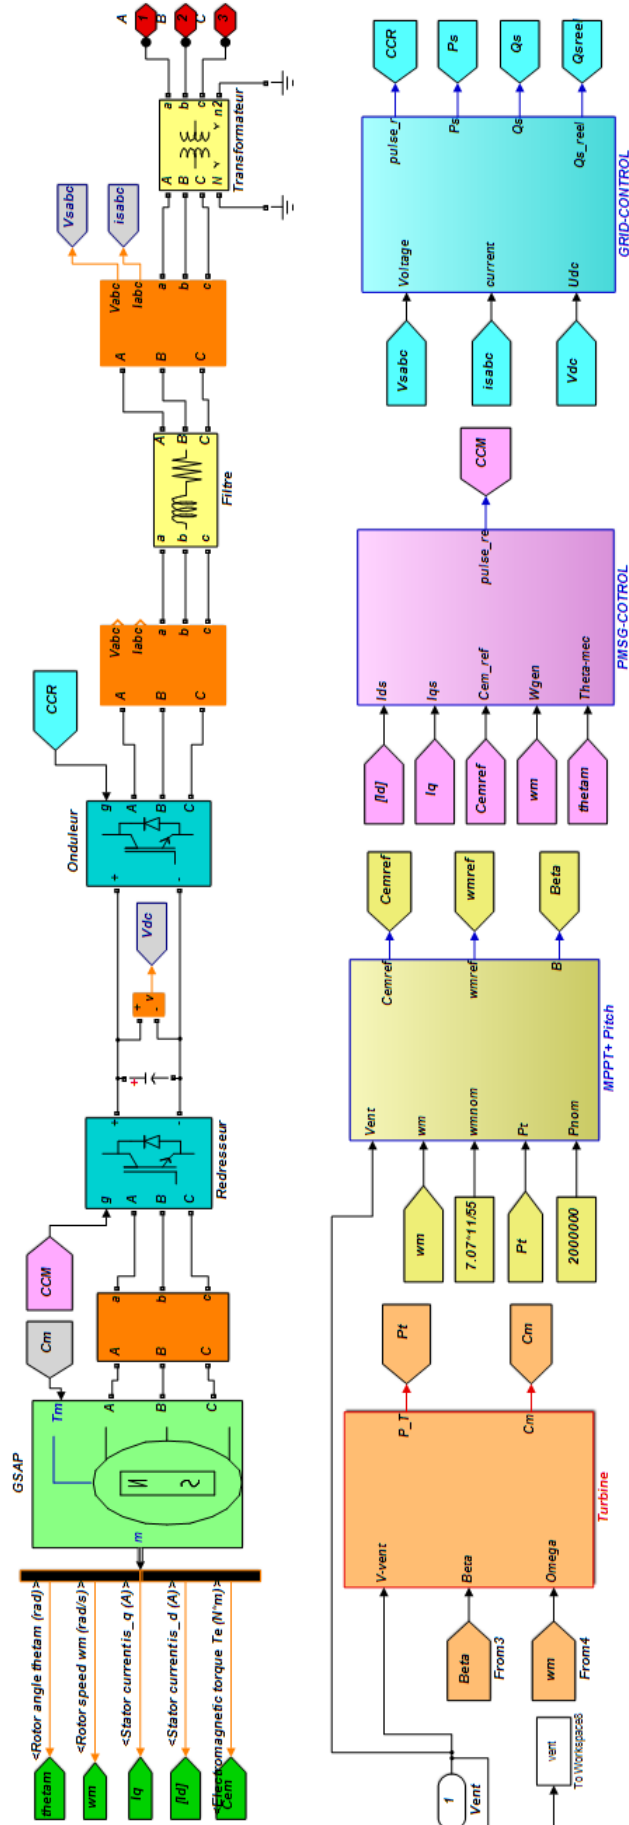 <Rotor angle thetam (rad)>
<Rotor speed wm (rad/s)>
<Stator current is_q (A)>
<Stator current is_d (A)>
<Electromagnetic torque Te (N*m)>
thetam
wm
Iq
[Id]
Cem
GSAP
Tm
m
A
B
C
Cm
CCM
A
B
C
a
b
c
g
A
B
C
+
-
Redresseur
+
+
-
v
Vdc
Onduleur
g
A
B
C
+
-
CCR
Vabc
Iabc
A
B
C
a
b
c
a
b
c
A
B
C
Filtre
Vabc
Iabc
A
B
C
a
b
c
Vsabc
isabc
A
B
C
N
a
b
c
n2
Y
Y
Transformateur
A
B
C
1
2
3
1
Vent
vent
To Workspace8
Beta
From3
wm
From4
V-vent
Beta
Omega
P_T
Cm
Turbine
Pt
Cm
wm
7.07*11/55
Pt
2000000
Vent
wm
wmnom
Pt
Pnom
Cemref
wmref
B
MPPT+ Pitch
Cemref
wmref
Beta
[Id]
Iq
Cemref
wm
thetam
Ids
Iqs
Cem_ref
Wgen
Theta-mec
pulse_re
PMSG-COTROL
CCM
Vsabc
isabc
Vdc
Voltage
current
Udc
pulse_r
Ps
Qs
Qs_reel
GRID-CONTROL
CCR
Ps
Qs
Qsreel